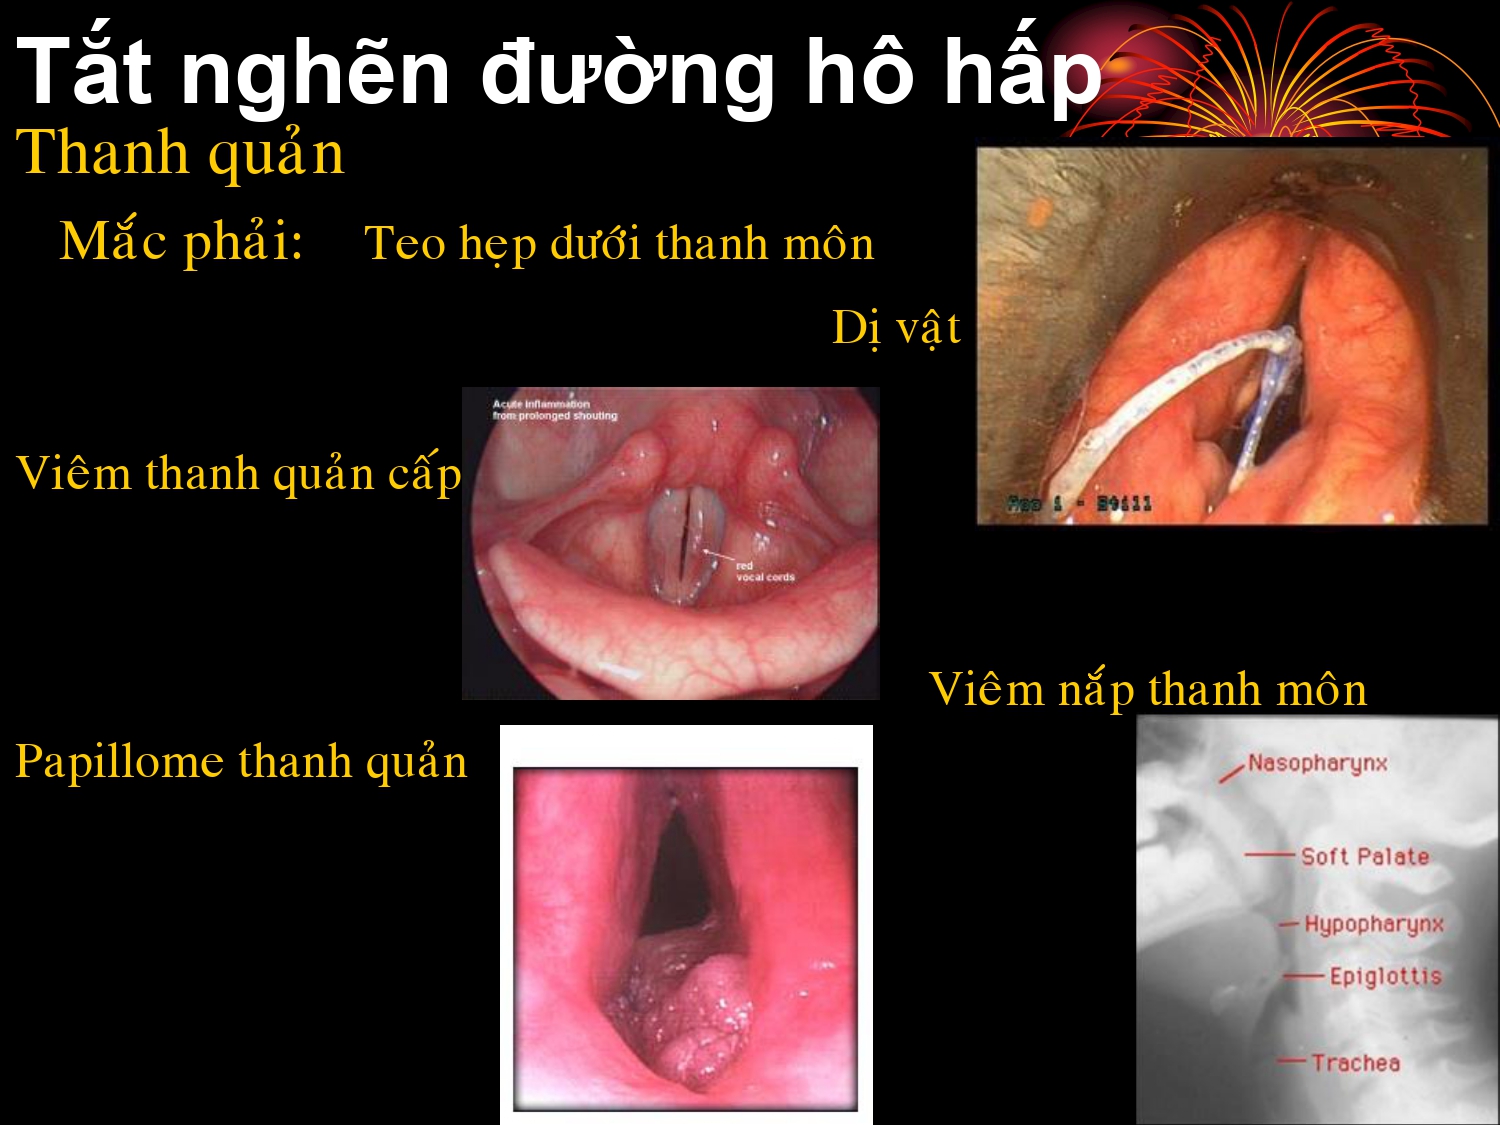 Tắt nghẽn đường hô hấp
Thanh quản
Mắc phải: Teo hẹp dưới thanh môn
Dị vật
Acute Inflammation
from prolonged shouting
Viêm thanh quản cấp
red
vocal cords
Viêm nắp thanh môn
Papillome thanh quản
Nasopharynx
Soft Palate
Hypopharynx
Epiglottis
Trachea